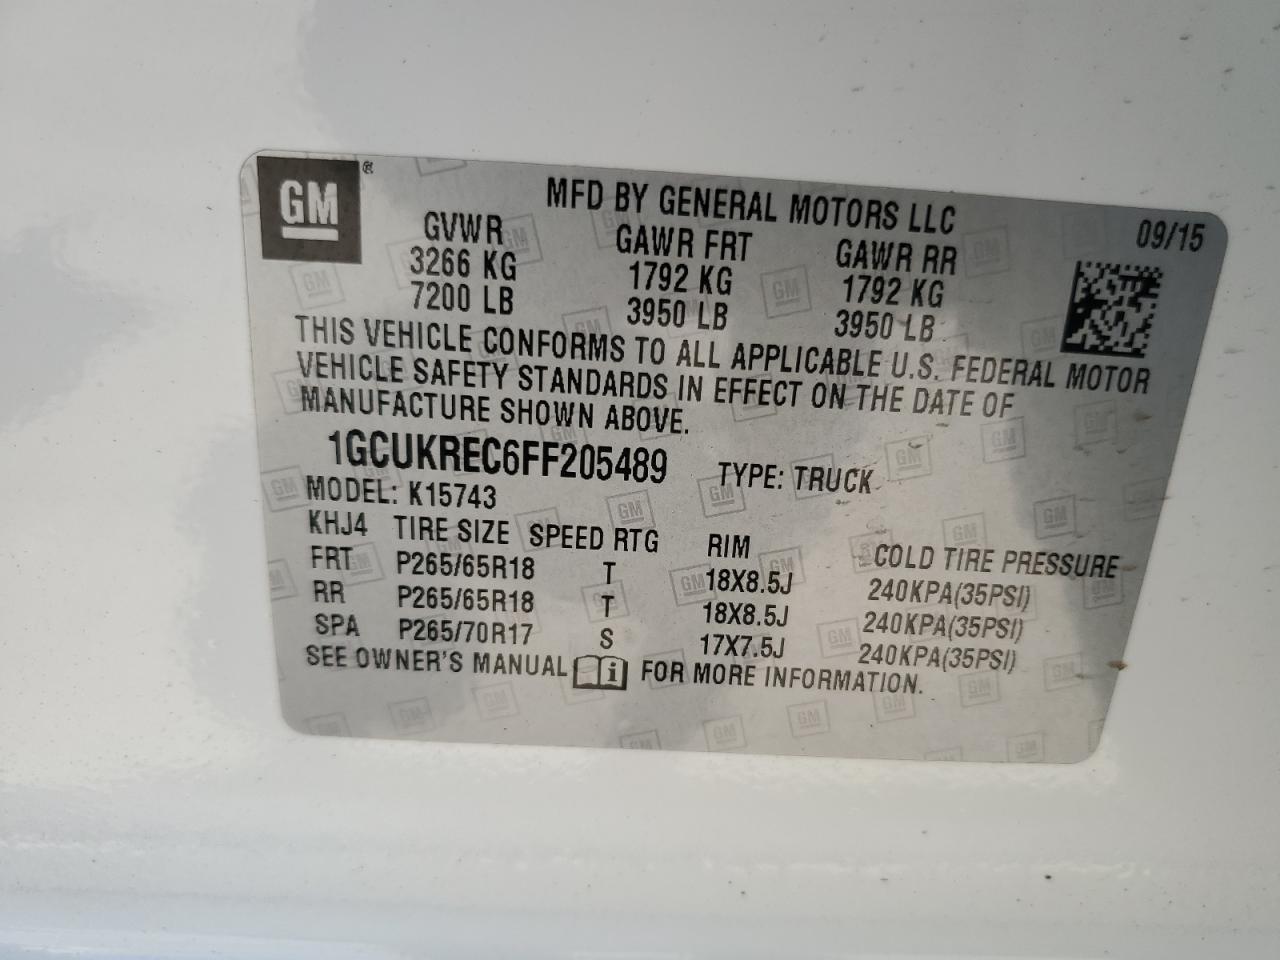 GM ®
MFD BY GENERAL MOTORS LLC
09/15
GVWR GAWR FRT GAWR RR
3266 KG 1792 KG 1792 KG
7200 LB 3950 LB 3950 LB
THIS VEHICLE CONFORMS TO ALL APPLICABLE U.S. FEDERAL MOTOR
VEHICLE SAFETY STANDARDS IN EFFECT ON THE DATE OF
MANUFACTURE SHOWN ABOVE.
1GCUKREC6FF205489 TYPE: TRUCK
MODEL: K15743
KHJ4 TIRE SIZE SPEED RTG RIM COLD TIRE PRESSURE
FRT P265/65R18 T 18X8.5J 240KPA(35PSI)
RR P265/65R18 T 18X8.5J 240KPA(35PSI)
SPA P265/70R17 S 17X7.5J 240KPA(35PSI)
SEE OWNER'S MANUAL i FOR MORE INFORMATION.